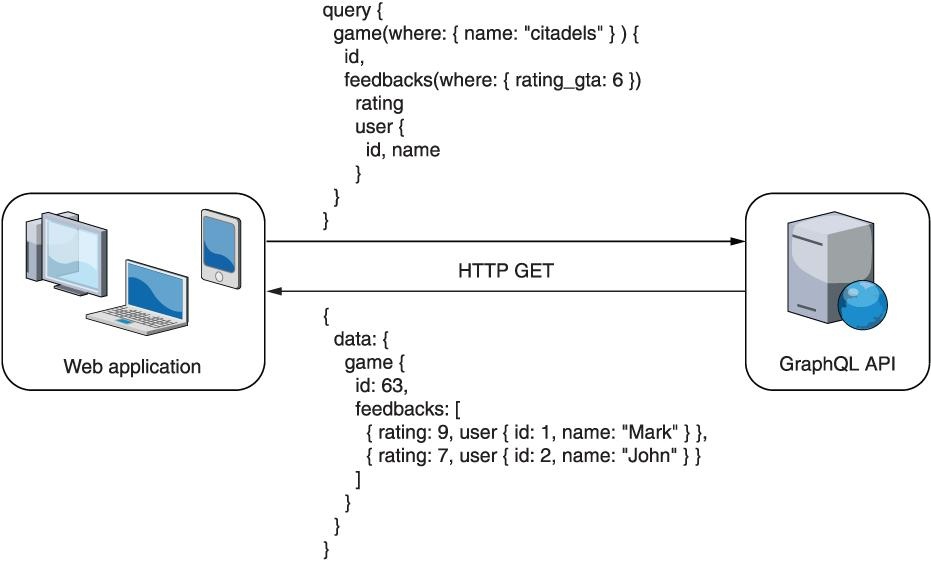 query {
game(where: { name: "citadels" } ) {
id,
feedbacks(where: { rating_gta: 6 })
rating
user {
id, name
}
}
}
HTTP GET
Web application
GraphQL API
{
data: {
game {
id: 63,
feedbacks: [
{ rating: 9, user { id: 1, name: "Mark" } },
{ rating: 7, user { id: 2, name: "John" } }
]
}
}
}